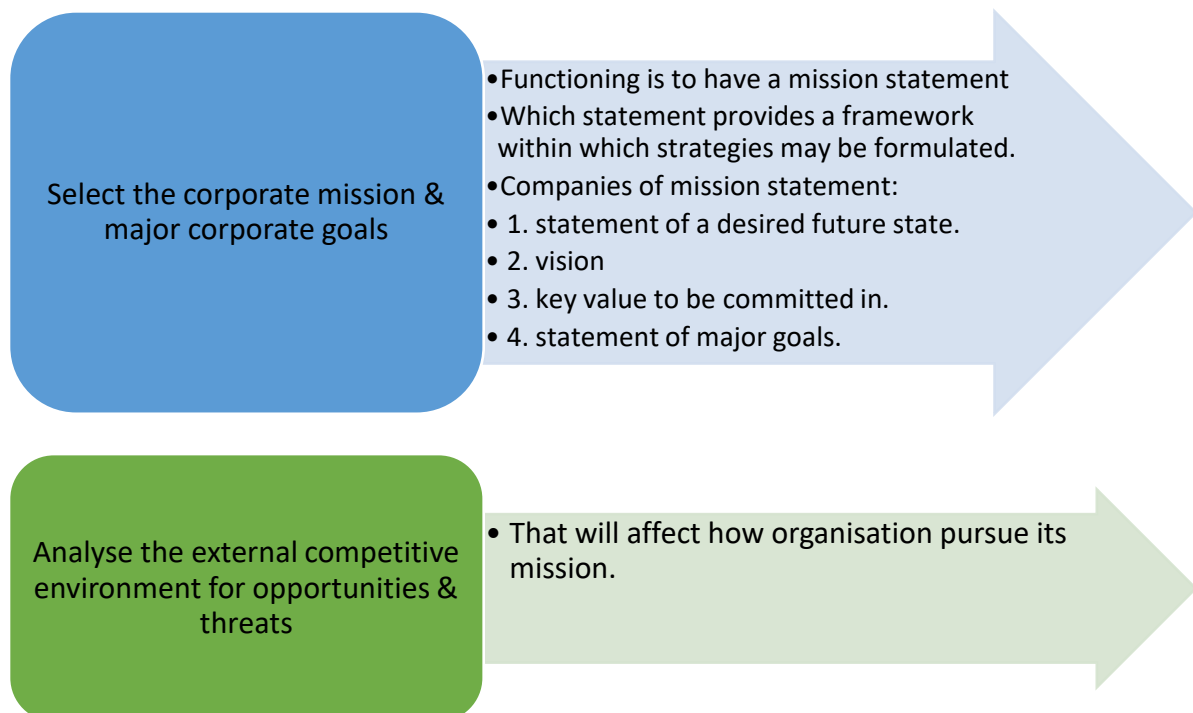 Select the corporate mission &
major corporate goals
•Functioning is to have a mission statement
•Which statement provides a framework
within which strategies may be formulated.
•Companies of mission statement:
• 1. statement of a desired future state.
• 2. vision
• 3. key value to be committed in.
• 4. statement of major goals.
Analyse the external competitive
environment for opportunities &
threats
• That will affect how organisation pursue its
mission.